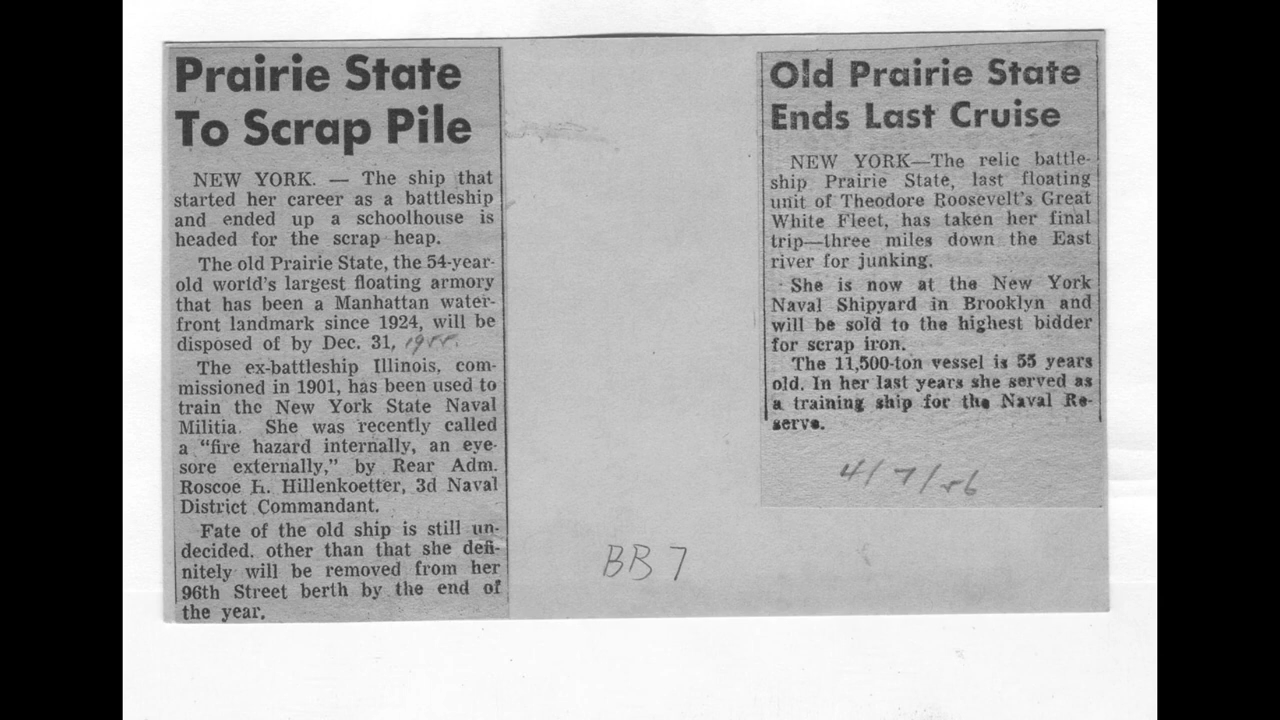 Prairie State
To Scrap Pile
NEW YORK. — The ship that
started her career as a battleship
and ended up a schoolhouse is
headed for the scrap heap.
The old Prairie State, the 54-year-
old world's largest floating armory
that has been a Manhattan water-
front landmark since 1924, will be
disposed of by Dec. 31, 1955.
The ex-battleship Illinois, com-
missioned in 1901, has been used to
train the New York State Naval
Militia. She was recently called
a "fire hazard internally, an eye-
sore externally," by Rear Adm.
Roscoe H. Hillenkoetter, 3d Naval
District Commandant.
Fate of the old ship is still un-
decided. other than that she defi-
nitely will be removed from her
96th Street berth by the end of
the year.
BB 7
Old Prairie State
Ends Last Cruise
NEW YORK—The relic battle-
ship Prairie State, last floating
unit of Theodore Roosevelt's Great
White Fleet, has taken her final
trip—three miles down the East
river for junking.
She is now at the New York
Naval Shipyard in Brooklyn and
will be sold to the highest bidder
for scrap iron.
The 11,500-ton vessel is 55 years
old. In her last years she served as
a training ship for the Naval Re-
serve.
4/7/56